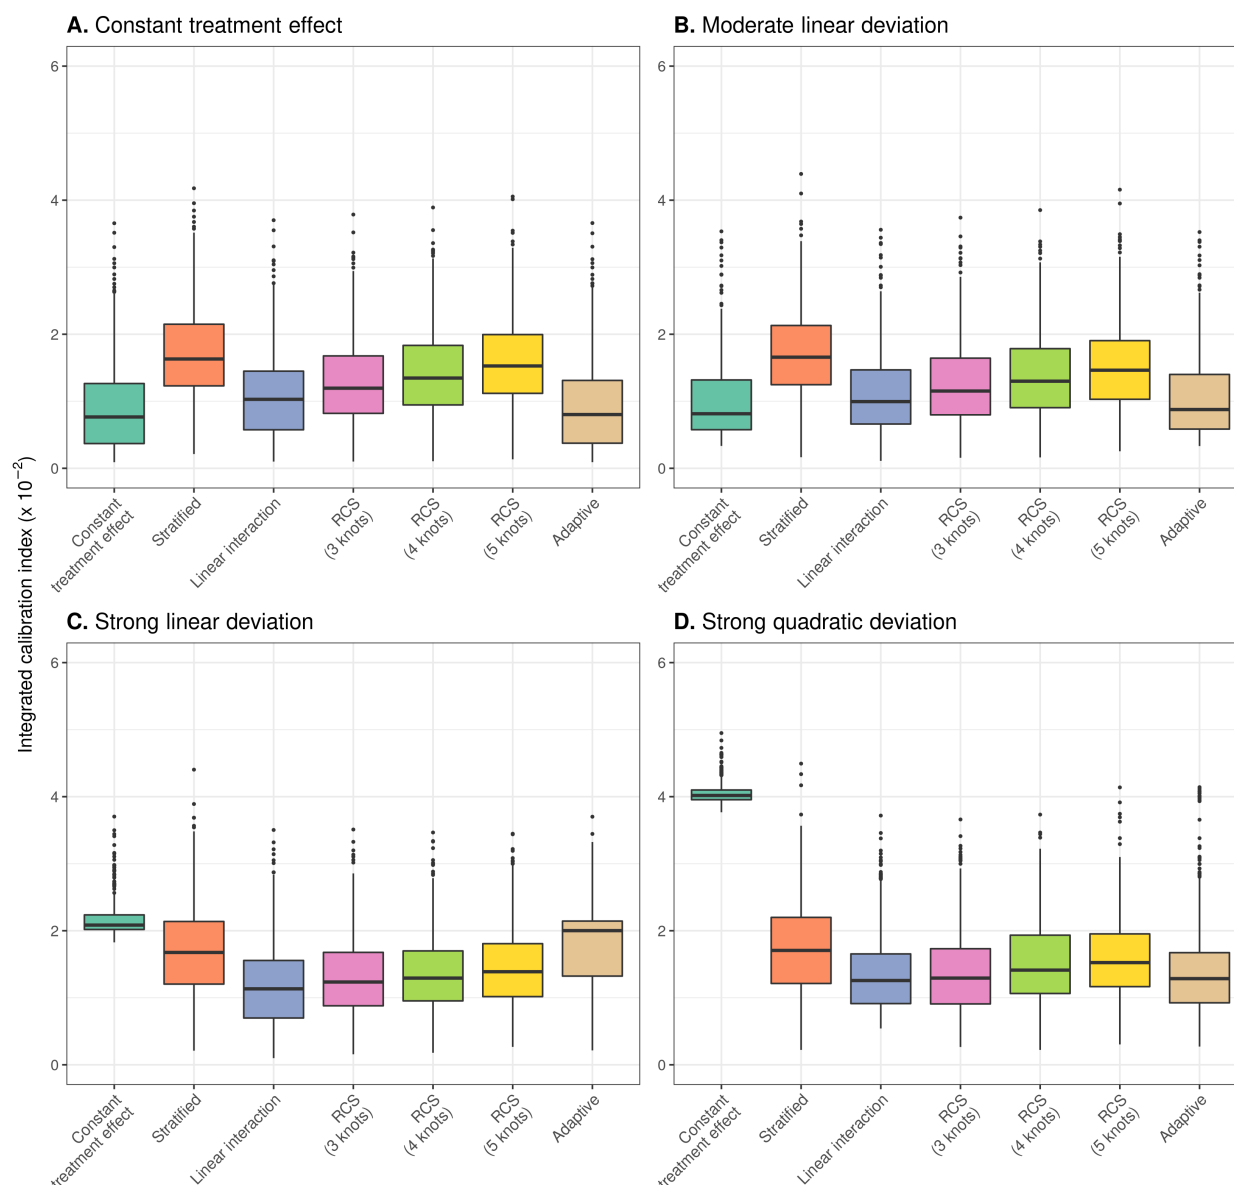 A. Constant treatment effect
B. Moderate linear deviation
6
4
2
0
6
4
2
0
Constant
treatment effect
Stratified
Linear interaction
RCS
(3 knots)
RCS
(4 knots)
RCS
(5 knots)
Adaptive
Constant
treatment effect
Stratified
Linear interaction
RCS
(3 knots)
RCS
(4 knots)
RCS
(5 knots)
Adaptive
Integrated calibration index (x 10⁻²)
C. Strong linear deviation
D. Strong quadratic deviation
6
4
2
0
6
4
2
0
Constant
treatment effect
Stratified
Linear interaction
RCS
(3 knots)
RCS
(4 knots)
RCS
(5 knots)
Adaptive
Constant
treatment effect
Stratified
Linear interaction
RCS
(3 knots)
RCS
(4 knots)
RCS
(5 knots)
Adaptive